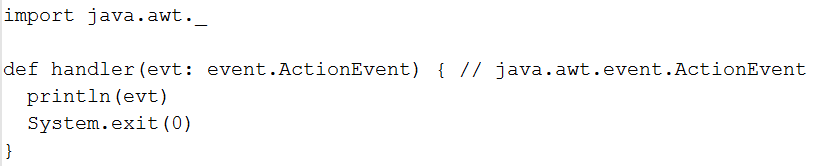 import java.awt._

def handler(evt: event.ActionEvent) { // java.awt.event.ActionEvent
  println(evt)
  System.exit(0)
}